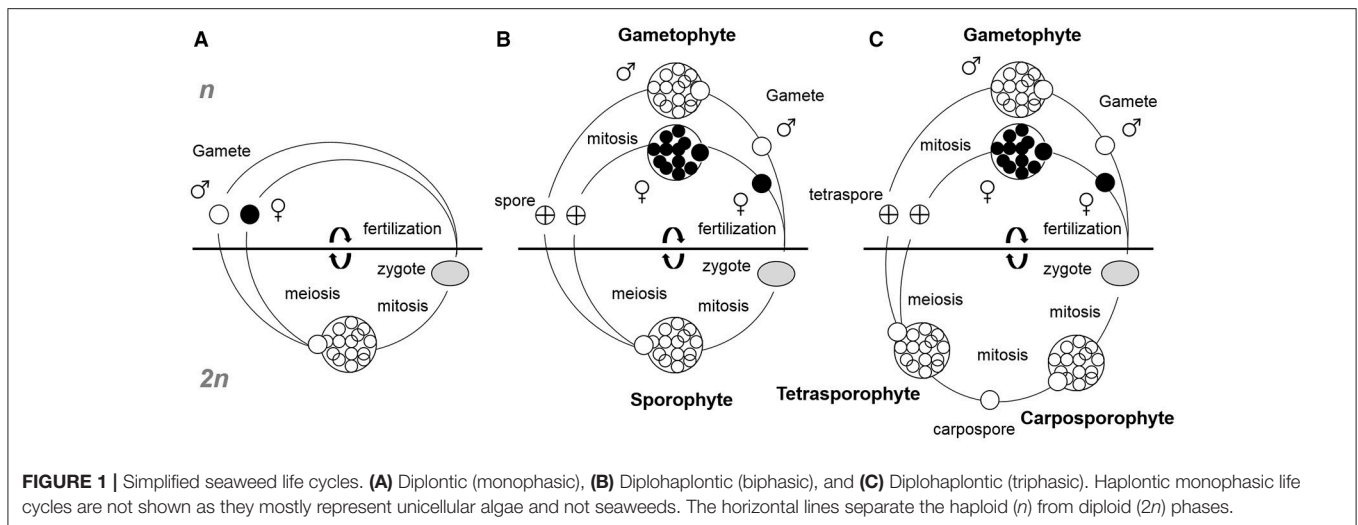 A
n
Gamete
♂
♀
fertilization
zygote
meiosis
mitosis
2n
B
Gametophyte
♂
Gamete
♂
mitosis
♀
♀
spore
fertilization
zygote
meiosis
mitosis
Sporophyte
C
Gametophyte
♂
Gamete
♂
mitosis
♀
♀
tetraspore
fertilization
zygote
meiosis
mitosis
mitosis
Tetrasporophyte
carpospore
Carposporophyte
FIGURE 1 | Simplified seaweed life cycles. (A) Diplontic (monophasic), (B) Diplohaplontic (biphasic), and (C) Diplohaplontic (triphasic). Haplontic monophasic life
cycles are not shown as they mostly represent unicellular algae and not seaweeds. The horizontal lines separate the haploid (n) from diploid (2n) phases.